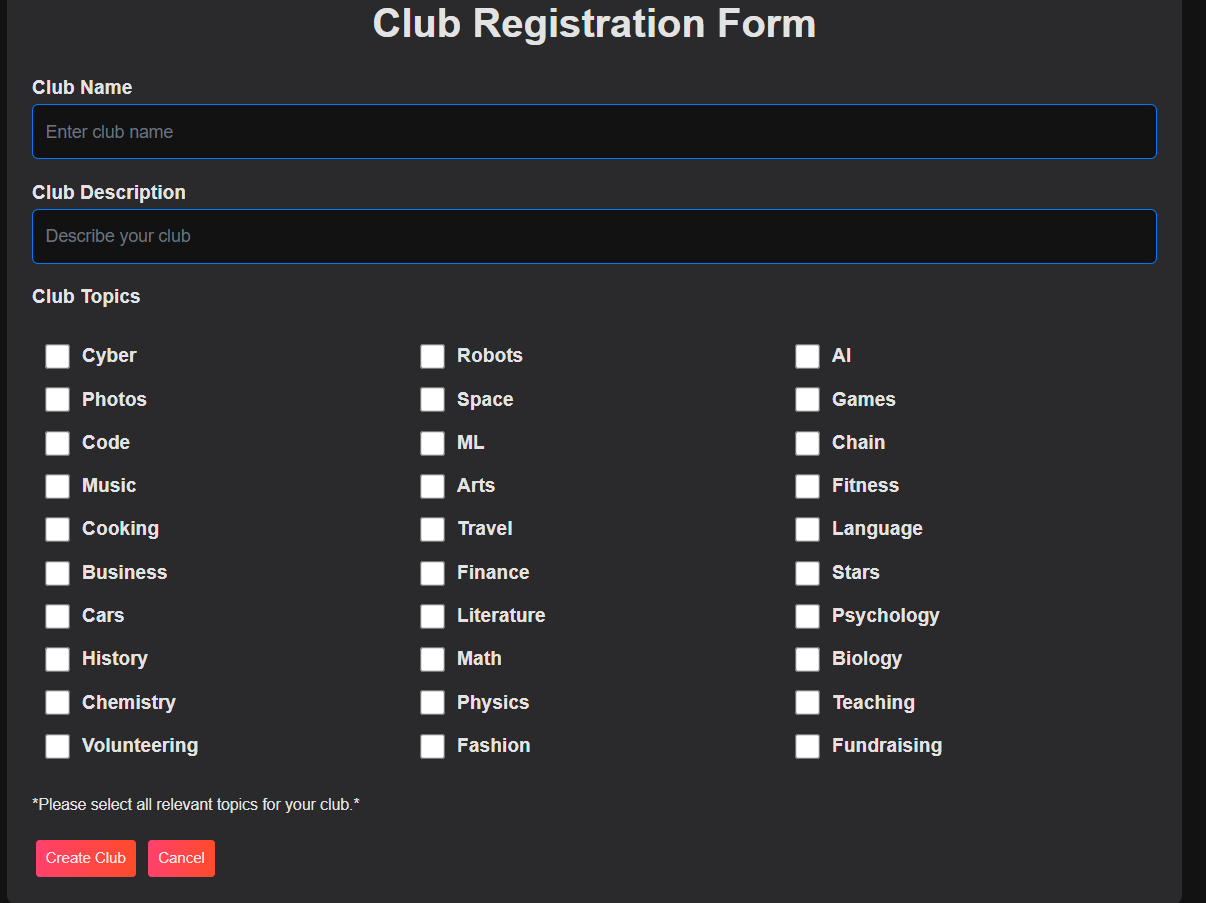 Club Registration Form
Club Name
Enter club name
Club Description
Describe your club
Club Topics
Cyber Robots AI
Photos Space Games
Code ML Chain
Music Arts Fitness
Cooking Travel Language
Business Finance Stars
Cars Literature Psychology
History Math Biology
Chemistry Physics Teaching
Volunteering Fashion Fundraising
*Please select all relevant topics for your club.*
Create Club Cancel